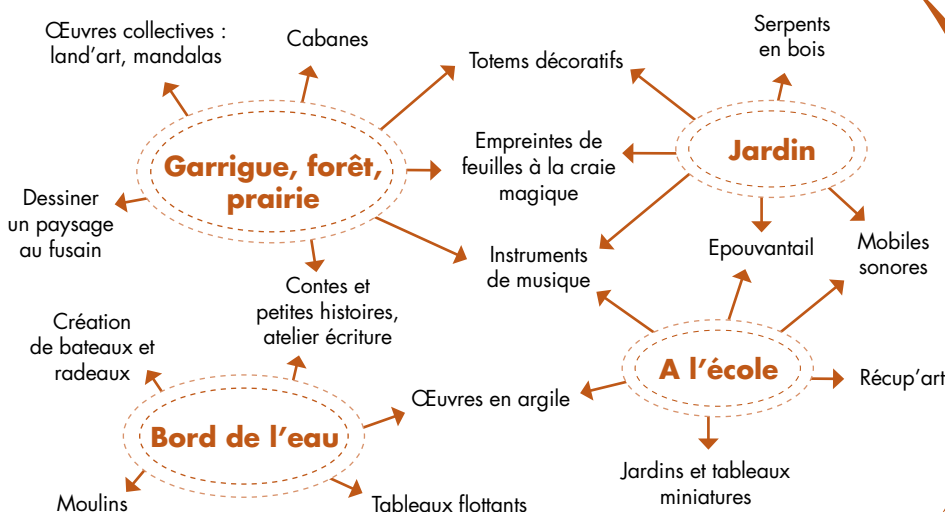 Œuvres collectives :
land'art, mandalas
Cabanes
Totems décoratifs
Serpents
en bois
Garrigue, forêt,
prairie
Empreintes de
feuilles à la craie
magique
Jardin
Dessiner
un paysage
au fusain
Instruments
de musique
Epouvantail
Mobiles
sonores
Contes et
petites histoires,
atelier écriture
Création
de bateaux et
radeaux
A l'école
Récup'art
Œuvres en argile
Bord de l'eau
Jardins et tableaux
miniatures
Moulins
Tableaux flottants